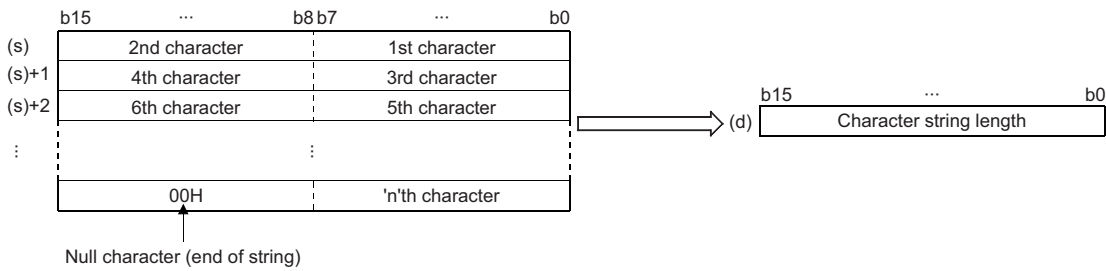 b15 ... b8 b7 ... b0
(s) 2nd character 1st character
(s)+1 4th character 3rd character
(s)+2 6th character 5th character
b15 ... b0
(d) Character string length
⋮ ⋮
00H 'n'th character
Null character (end of string)